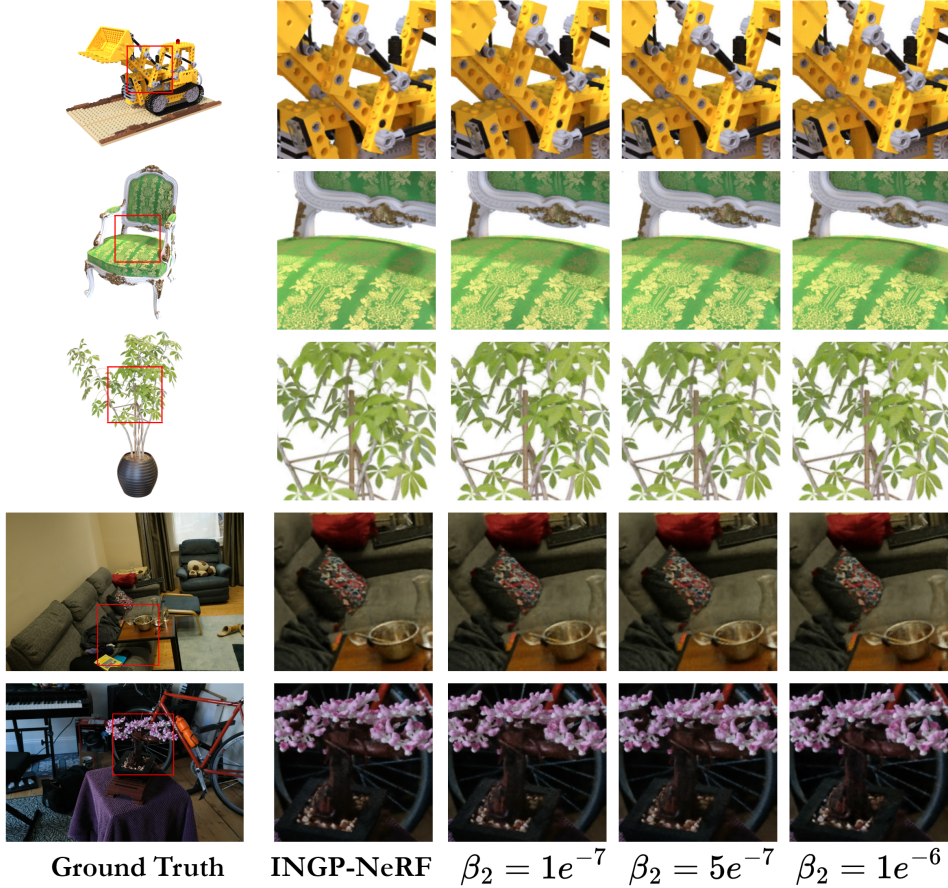 Ground Truth INGP-NeRF β₂ = 1e⁻⁷ β₂ = 5e⁻⁷ β₂ = 1e⁻⁶